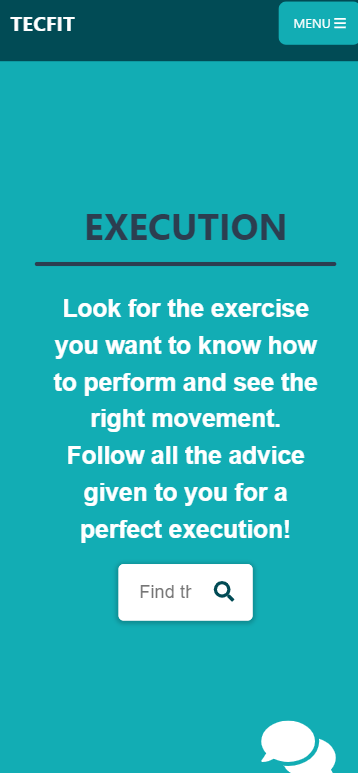 TECFIT
MENU
EXECUTION
Look for the exercise
you want to know how
to perform and see the
right movement.
Follow all the advice
given to you for a
perfect execution!
Find th